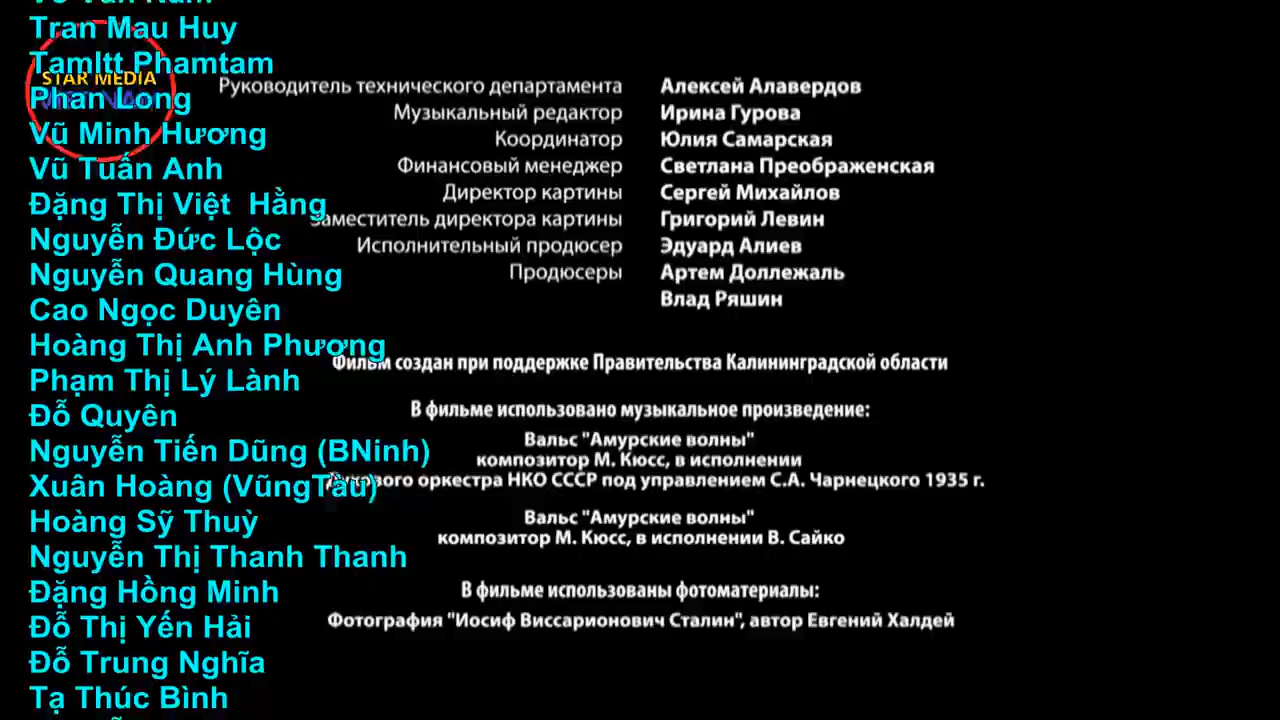 Tran Mau Huy
TamItt Phamtam
Phan Long
Vũ Minh Hương
Vũ Tuấn Anh
Đặng Thị Việt Hằng
Nguyễn Đức Lộc
Nguyễn Quang Hùng
Cao Ngọc Duyên
Hoàng Thị Anh Phương
Phạm Thị Lý Lành
Đỗ Quyên
Nguyễn Tiến Dũng (BNinh)
Xuân Hoàng (VũngTàu)
Hoàng Sỹ Thuỳ
Nguyễn Thị Thanh Thanh
Đặng Hồng Minh
Đỗ Thị Yến Hải
Đỗ Trung Nghĩa
Tạ Thúc Bình
STAR MEDIA
Руководитель технического департамента Алексей Алавердов
Музыкальный редактор Ирина Гурова
Координатор Юлия Самарская
Финансовый менеджер Светлана Преображенская
Директор картины Сергей Михайлов
Заместитель директора картины Григорий Левин
Исполнительный продюсер Эдуард Алиев
Продюсеры Артем Доллежаль
Влад Ряшин
Фильм создан при поддержке Правительства Калининградской области
В фильме использовано музыкальное произведение:
Вальс "Амурские волны"
композитор М. Кюсс, в исполнении
Духового оркестра НКО СССР под управлением С.А. Чарнецкого 1935 г.
Вальс "Амурские волны"
композитор М. Кюсс, в исполнении В. Сайко
В фильме использованы фотоматериалы:
Фотография "Иосиф Виссарионович Сталин", автор Евгений Халдей